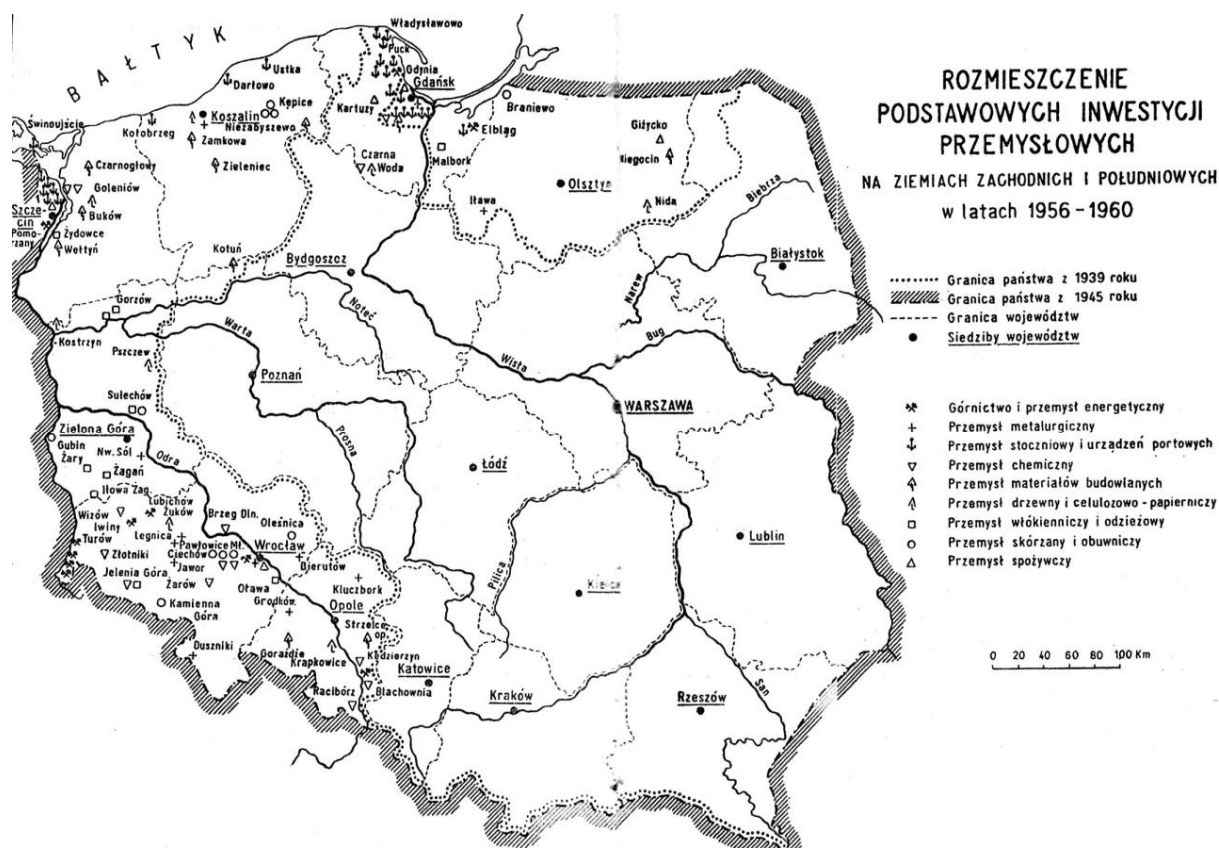 ROZMIESZCZENIE
PODSTAWOWYCH INWESTYCJI
PRZEMYSŁOWYCH
NA ZIEMIACH ZACHODNICH I POŁUDNIOWYCH
w latach 1956-1960
Granica państwa z 1939 roku
Granica państwa z 1945 roku
Granica województw
Siedziby województw
Górnictwo i przemysł energetyczny
Przemysł metalurgiczny
Przemysł stoczniowy i urządzeń portowych
Przemysł chemiczny
Przemysł materiałów budowlanych
Przemysł drzewny i celulozowo-papierniczy
Przemysł włókienniczy i odzieżowy
Przemysł skórzany i obuwniczy
Przemysł spożywczy
0 20 40 60 80 100 Km
BAŁTYK
Władysławowo
Puck
Gdynia
Gdańsk
Kartuzy
Ustka
Darłowo
Kępice
Koszalin
Niezabyszewo
Kołobrzeg
Zamkowa
Zieleniec
Świnoujście
Czarnogłowy
Goleniów
Buków
Szcze-
cin
Pomo-
rzany
Żydowce
Wełtyń
Czarna
Woda
Malbork
Elbląg
Braniewo
Giżycko
Niegocin
Nida
Olsztyn
Iława
Biebrza
Białystok
Narew
Kotuń
Bydgoszcz
Noteć
Gorzów
Kostrzyn
Warta
Pszczew
Poznań
Wisła
Bug
WARSZAWA
Sulechów
Zielona Góra
Gubin
Żary
Nw. Sól
Żagań
Odra
Iłowa Żag.
Prosna
Łódź
Lubichów
Wizów
Żuków
Iwiny
Turów
Legnica
Brzeg Dln.
Oleśnica
Pawłowice Mł.
Wrocław
Złotniki
Ciechów
Jawor
Bierutów
Jelenia Góra
Żarów
Oława
Kluczbork
Grodków
Kamienna
Góra
Opole
Duszniki
Strzelce
op.
Gorażdże
Krapkowice
Kędzierzyn
Racibórz
Blachownia
Katowice
Kraków
Pilica
Kielce
Lublin
Rzeszów
San